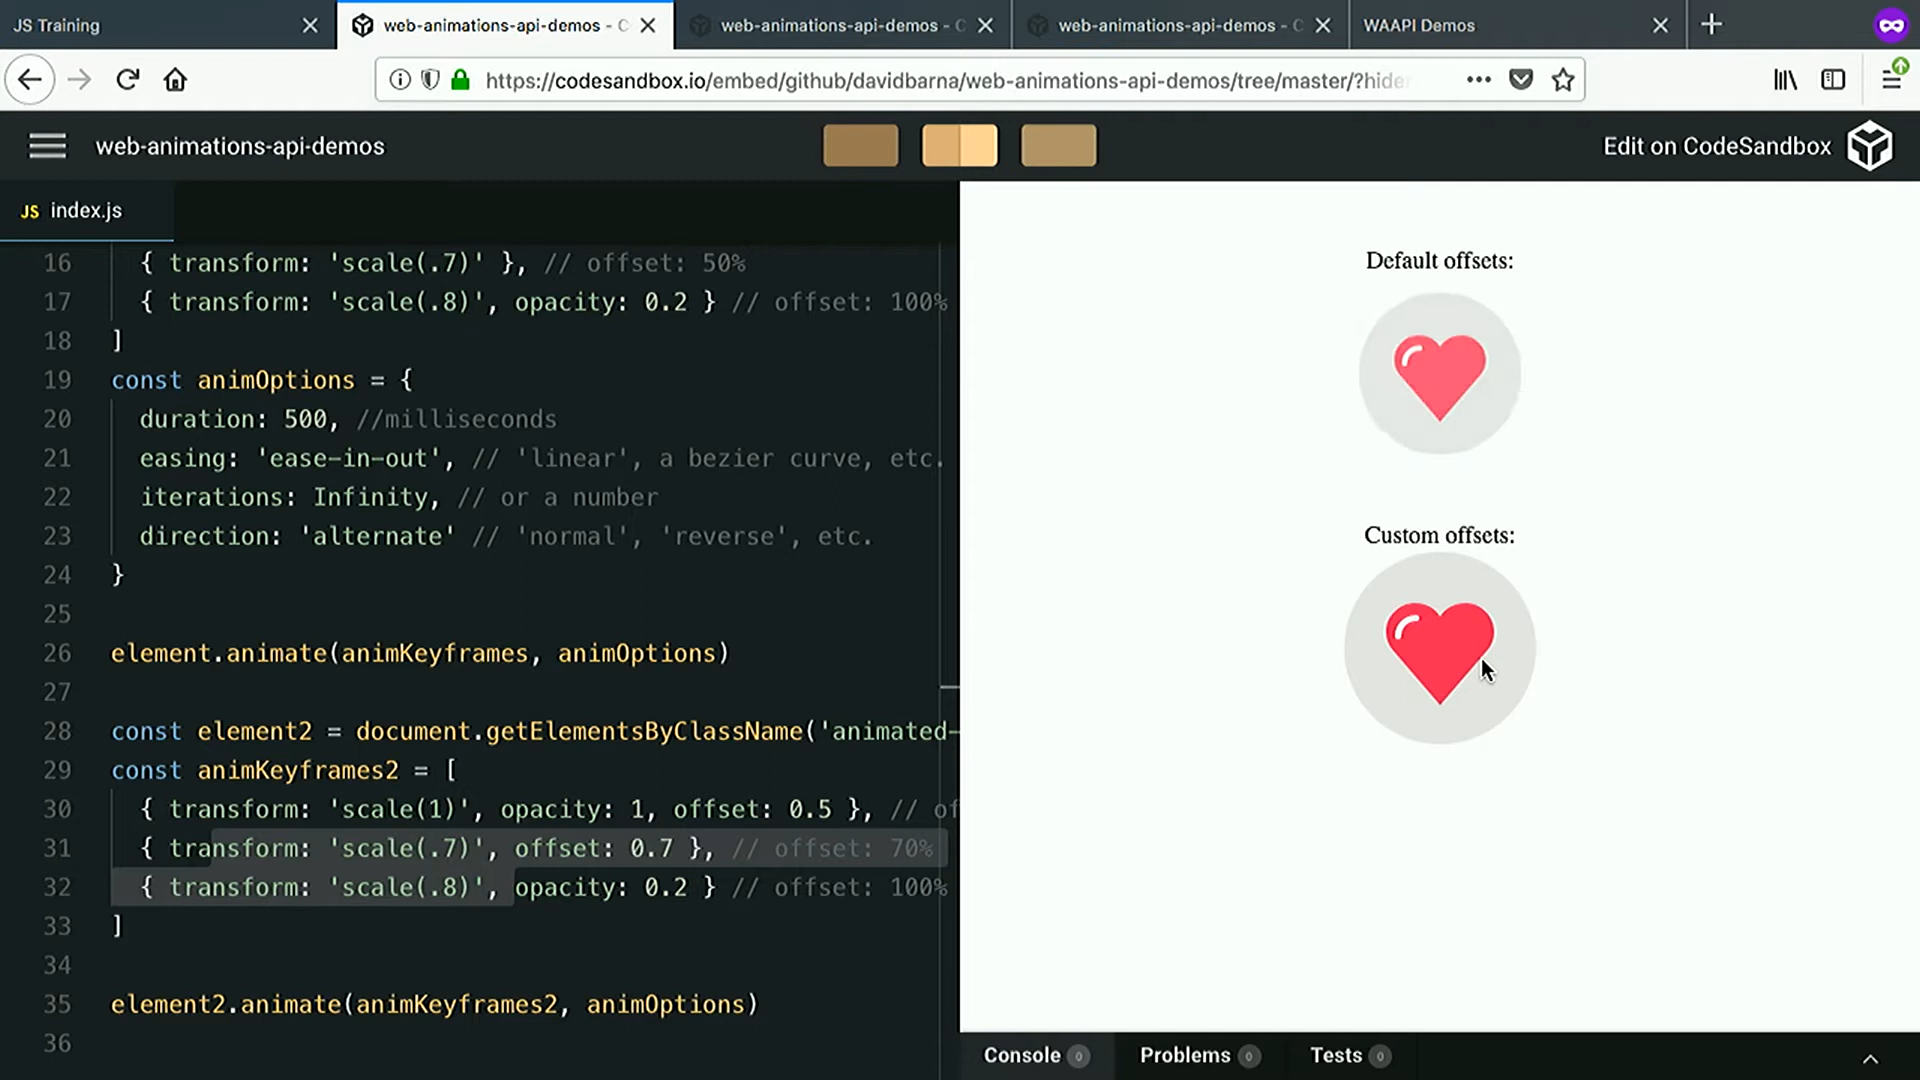 JS Training
web-animations-api-demos - C
web-animations-api-demos - C
web-animations-api-demos - C
WAAPI Demos
https://codesandbox.io/embed/github/davidbarna/web-animations-api-demos/tree/master/?hide
web-animations-api-demos
Edit on CodeSandbox
JS index.js
16 { transform: 'scale(.7)' }, // offset: 50%
17 { transform: 'scale(.8)', opacity: 0.2 } // offset: 100%
18 ]
19 const animOptions = {
20 duration: 500, //milliseconds
21 easing: 'ease-in-out', // 'linear', a bezier curve, etc.
22 iterations: Infinity, // or a number
23 direction: 'alternate' // 'normal', 'reverse', etc.
24 }
25
26 element.animate(animKeyframes, animOptions)
27
28 const element2 = document.getElementsByClassName('animated-
29 const animKeyframes2 = [
30 { transform: 'scale(1)', opacity: 1, offset: 0.5 }, // of
31 { transform: 'scale(.7)', offset: 0.7 }, // offset: 70%
32 { transform: 'scale(.8)', opacity: 0.2 } // offset: 100%
33 ]
34
35 element2.animate(animKeyframes2, animOptions)
36
Default offsets:
Custom offsets:
Console 0
Problems 0
Tests 0